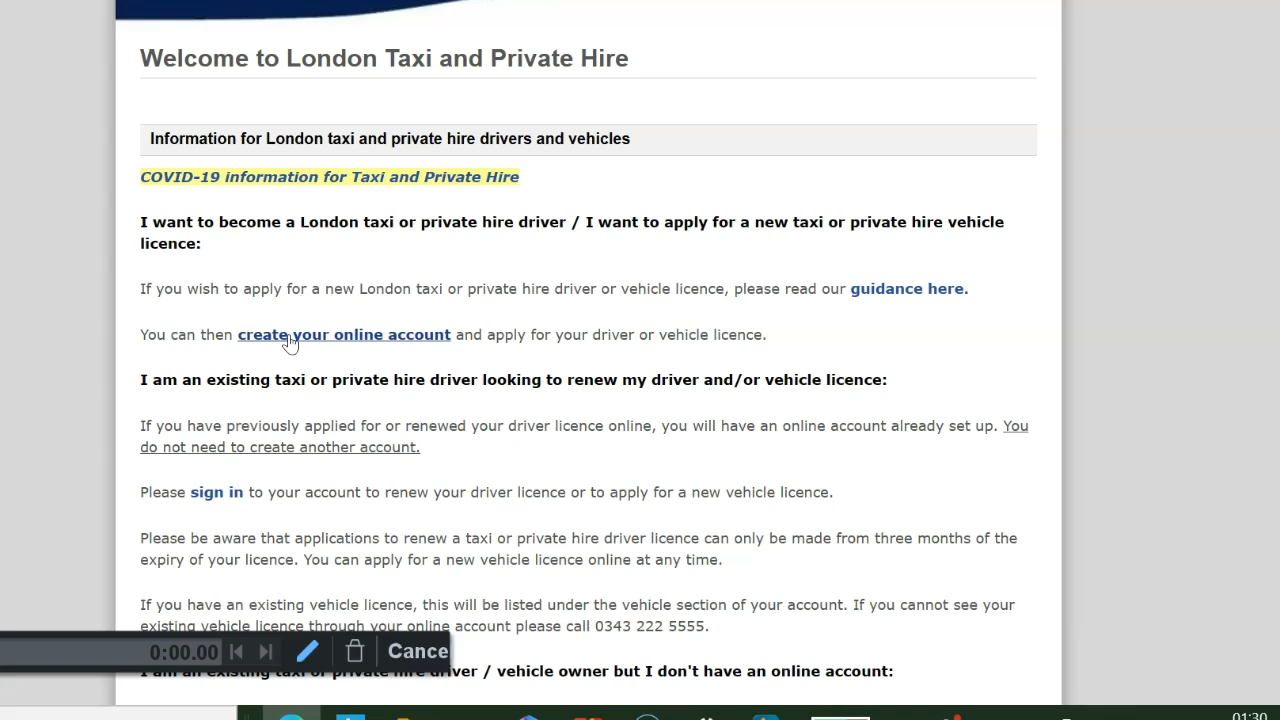 Welcome to London Taxi and Private Hire
Information for London taxi and private hire drivers and vehicles
COVID-19 information for Taxi and Private Hire
I want to become a London taxi or private hire driver / I want to apply for a new taxi or private hire vehicle
licence:
If you wish to apply for a new London taxi or private hire driver or vehicle licence, please read our guidance here.
You can then create your online account and apply for your driver or vehicle licence.
I am an existing taxi or private hire driver looking to renew my driver and/or vehicle licence:
If you have previously applied for or renewed your driver licence online, you will have an online account already set up. You
do not need to create another account.
Please sign in to your account to renew your driver licence or to apply for a new vehicle licence.
Please be aware that applications to renew a taxi or private hire driver licence can only be made from three months of the
expiry of your licence. You can apply for a new vehicle licence online at any time.
If you have an existing vehicle licence, this will be listed under the vehicle section of your account. If you cannot see your
existing vehicle licence through your online account please call 0343 222 5555.
0:00.00 Cance
I am an existing taxi or private hire driver / vehicle owner but I don't have an online account:
01:30